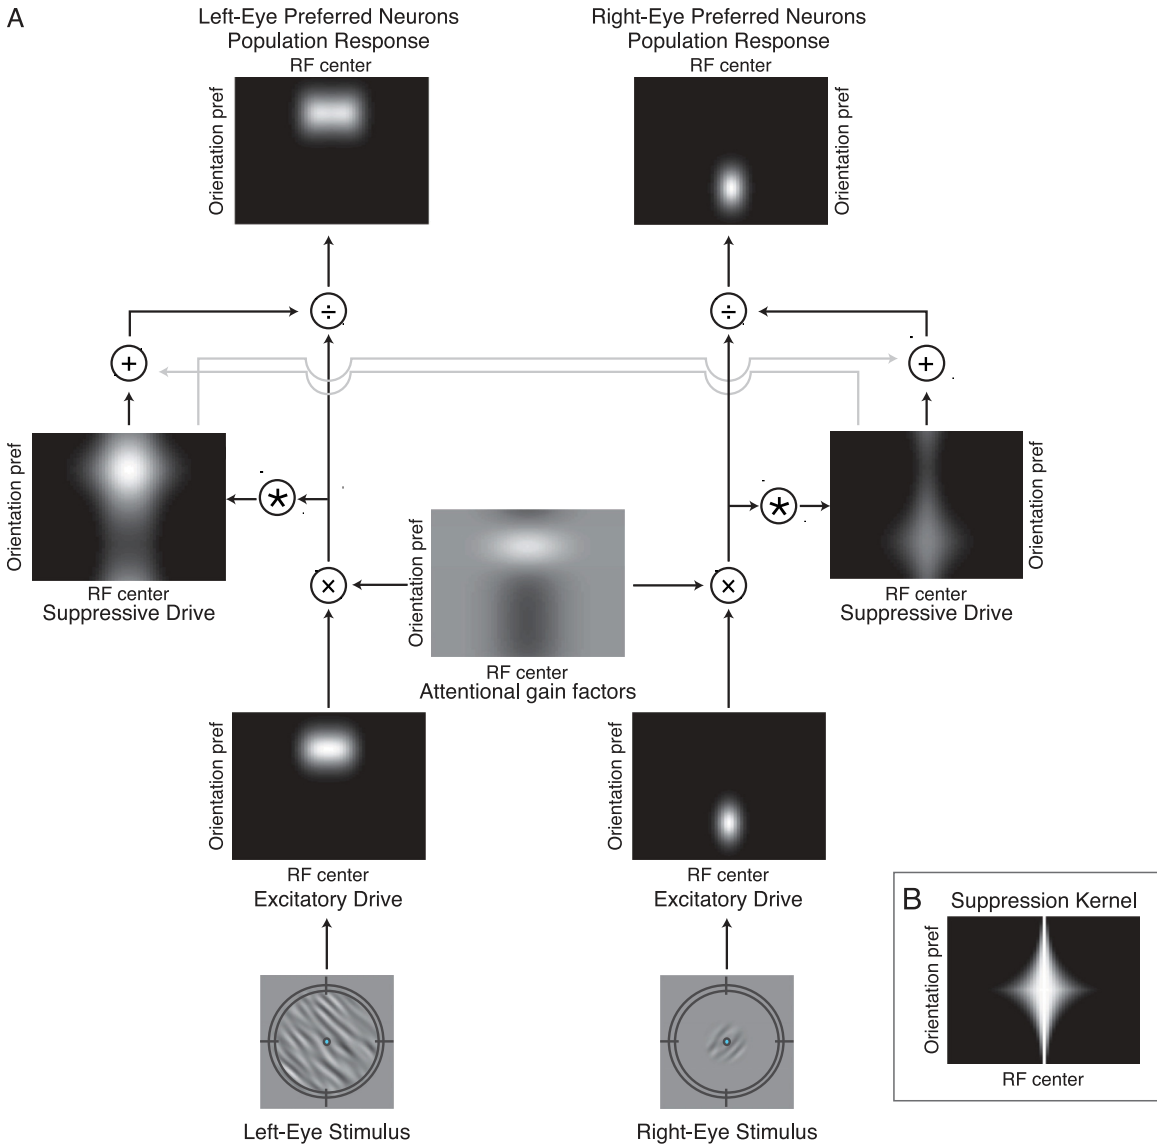 A
Left-Eye Preferred Neurons
Population Response
RF center
Orientation pref
Right-Eye Preferred Neurons
Population Response
RF center
Orientation pref
÷
÷
+
+
Orientation pref
RF center
Suppressive Drive
*
*
Orientation pref
RF center
Suppressive Drive
×
×
Orientation pref
RF center
Attentional gain factors
Orientation pref
RF center
Excitatory Drive
Orientation pref
RF center
Excitatory Drive
Left-Eye Stimulus
Right-Eye Stimulus
B
Suppression Kernel
Orientation pref
RF center